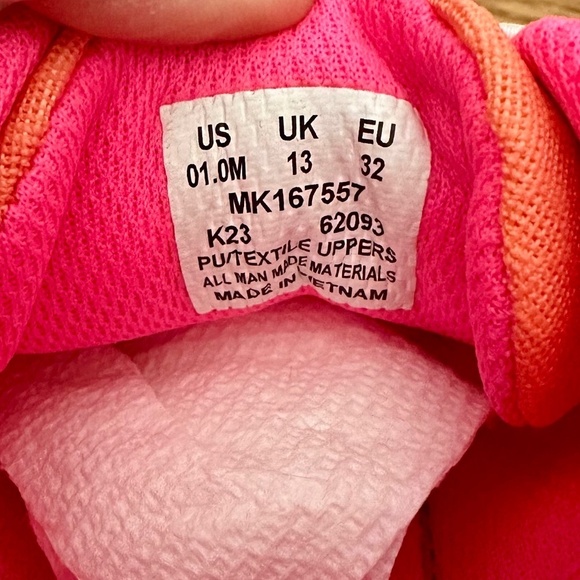 US UK EU
01.0M 13 32
MK167557
K23 62093
PU/TEXTILE UPPERS
ALL MAN MADE MATERIALS
MADE IN VIETNAM